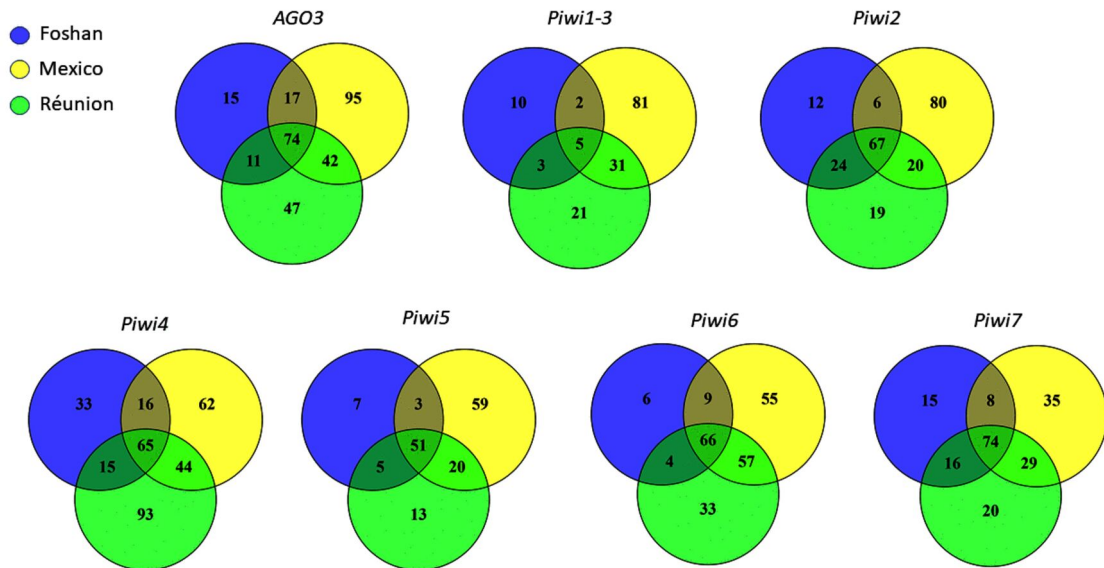 Foshan
Mexico
Réunion
AGO3
15 17 95
74
11 42
47
Piwi1-3
10 2 81
5
3 31
21
Piwi2
12 6 80
67
24 20
19
Piwi4
33 16 62
65
15 44
93
Piwi5
7 3 59
51
5 20
13
Piwi6
6 9 55
66
4 57
33
Piwi7
15 8 35
74
16 29
20